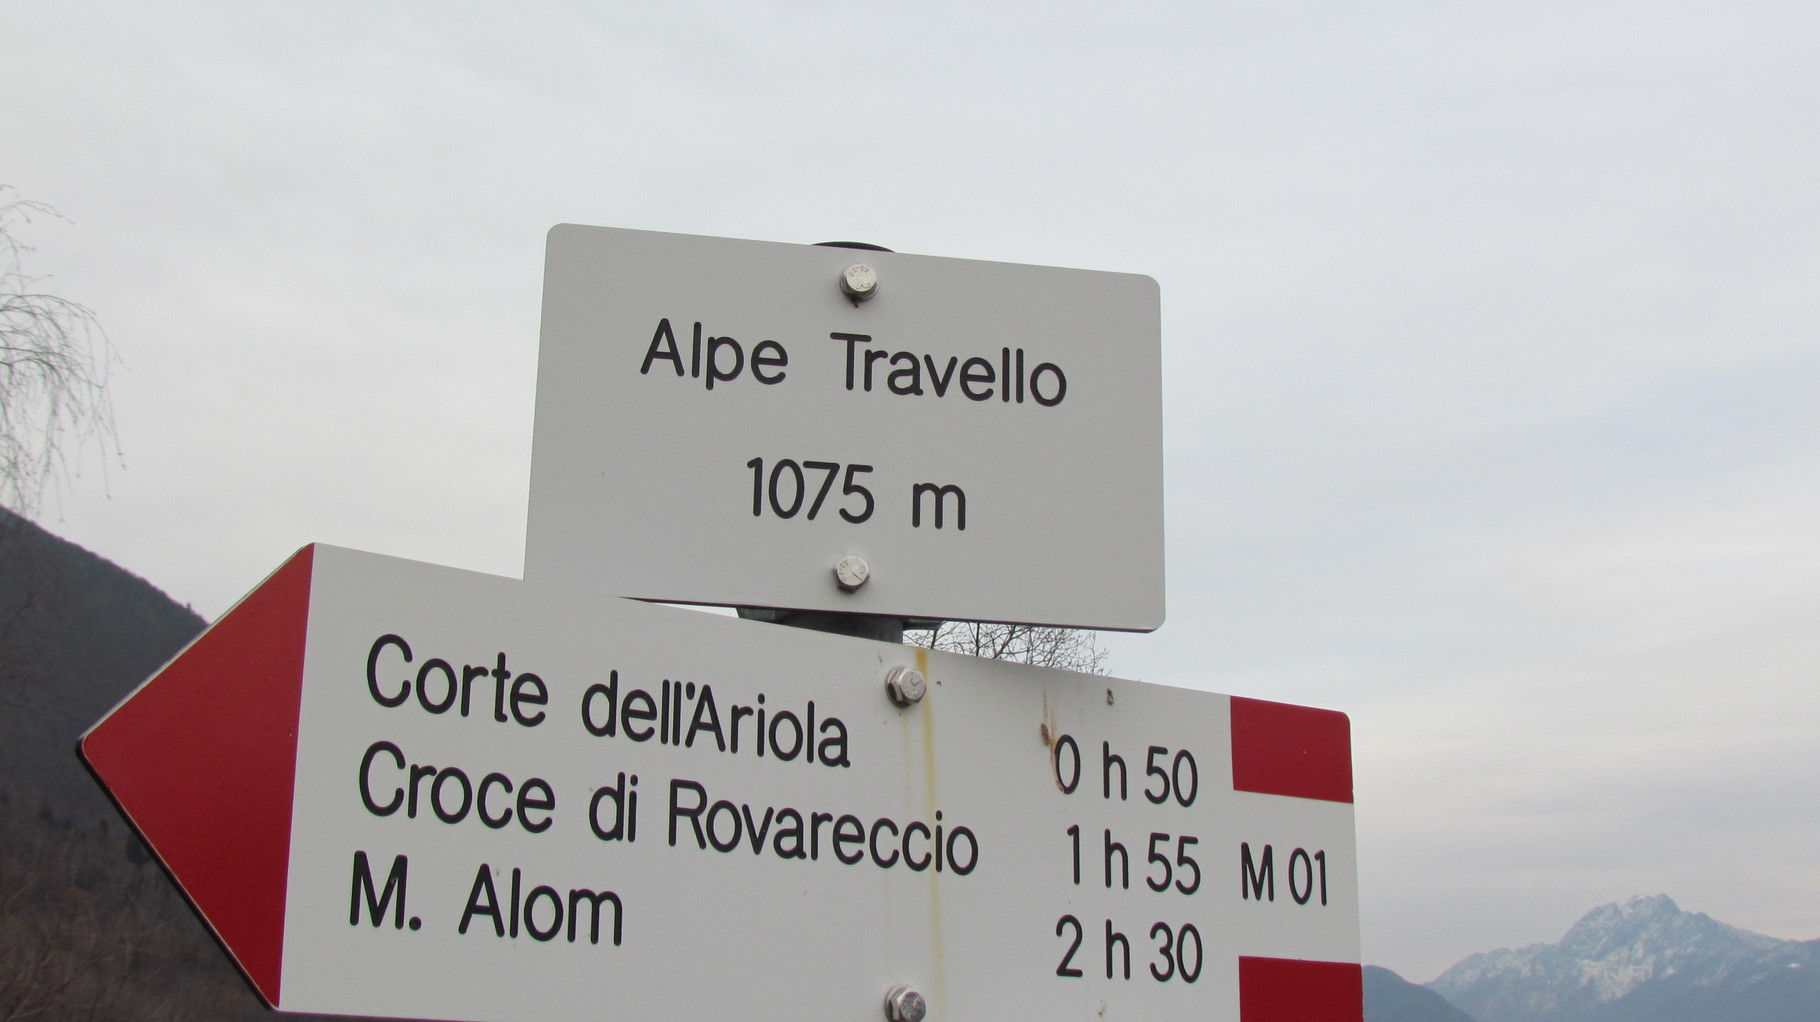 Alpe Travello
1075 m
Corte dell'Ariola 0 h 50
Croce di Rovareccio 1 h 55 M 01
M. Alom 2 h 30